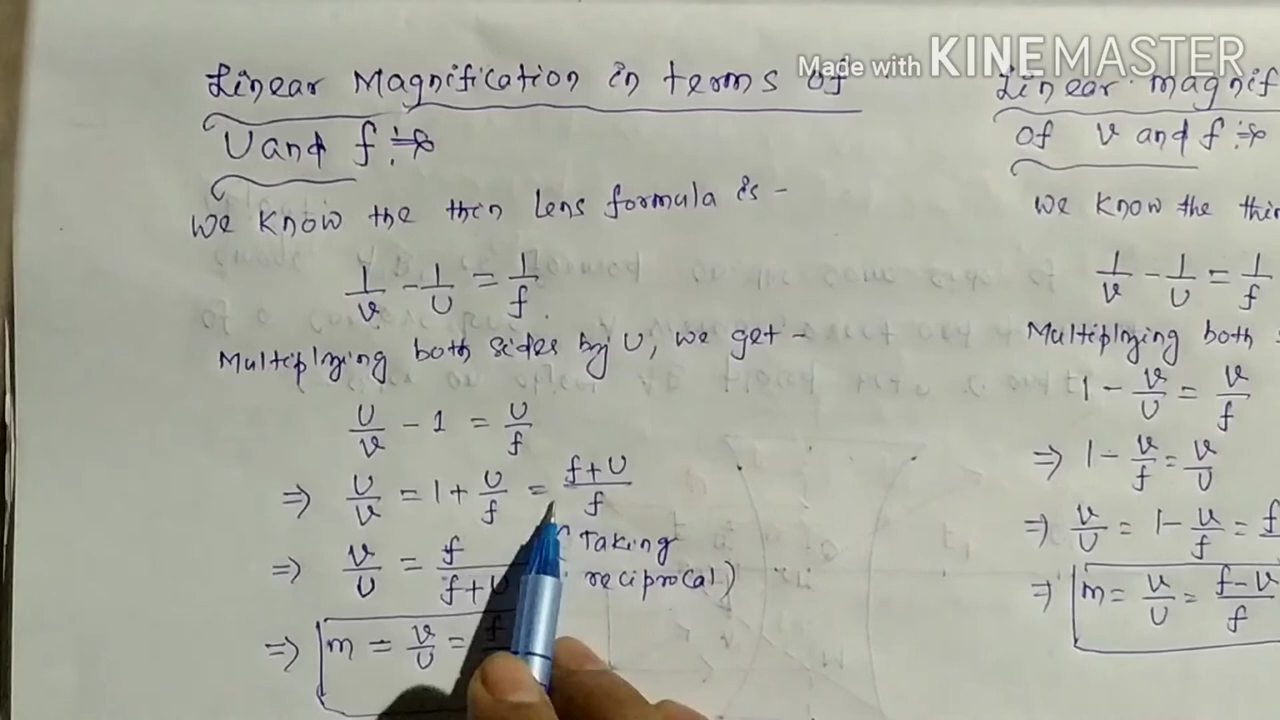 Made with KINEMASTER
Linear Magnification in terms of
U and f :→
We know the thin Lens formula is -
1/v - 1/U = 1/f.
Multiplying both sides by U, we get -
U/v - 1 = U/f
⇒ U/v = 1 + U/f = f+U/f
⇒ v/U = f/f+U (Taking
reciprocal)
⇒ m = v/U = f
Linear magnif
of v and f :→
We know the thin
1/v - 1/U = 1/f
Multiplying both
1 - v/U = v/f
⇒ 1 - v/f = v/U
⇒ v/U = 1 - v/f = f
⇒ m = v/U = f-v/f